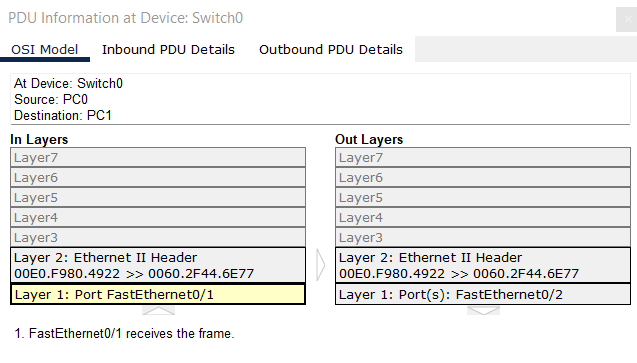 PDU Information at Device: Switch0
OSI Model Inbound PDU Details Outbound PDU Details
At Device: Switch0
Source: PC0
Destination: PC1
In Layers
Layer7
Layer6
Layer5
Layer4
Layer3
Layer 2: Ethernet II Header
00E0.F980.4922 >> 0060.2F44.6E77
Layer 1: Port FastEthernet0/1
Out Layers
Layer7
Layer6
Layer5
Layer4
Layer3
Layer 2: Ethernet II Header
00E0.F980.4922 >> 0060.2F44.6E77
Layer 1: Port(s): FastEthernet0/2
1. FastEthernet0/1 receives the frame.